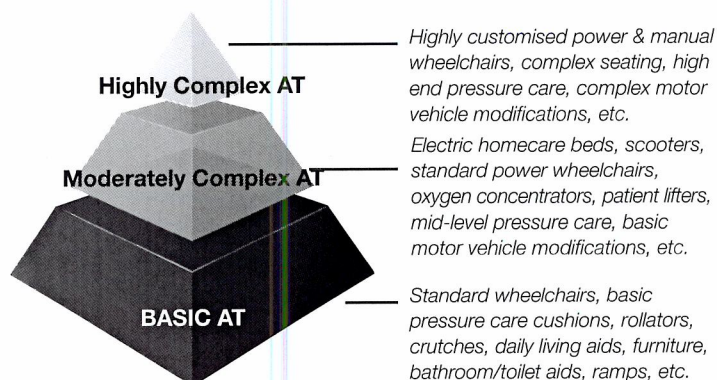 Highly Complex AT
Highly customised power & manual
wheelchairs, complex seating, high
end pressure care, complex motor
vehicle modifications, etc.
Moderately Complex AT
Electric homecare beds, scooters,
standard power wheelchairs,
oxygen concentrators, patient lifters,
mid-level pressure care, basic
motor vehicle modifications, etc.
BASIC AT
Standard wheelchairs, basic
pressure care cushions, rollators,
crutches, daily living aids, furniture,
bathroom/toilet aids, ramps, etc.